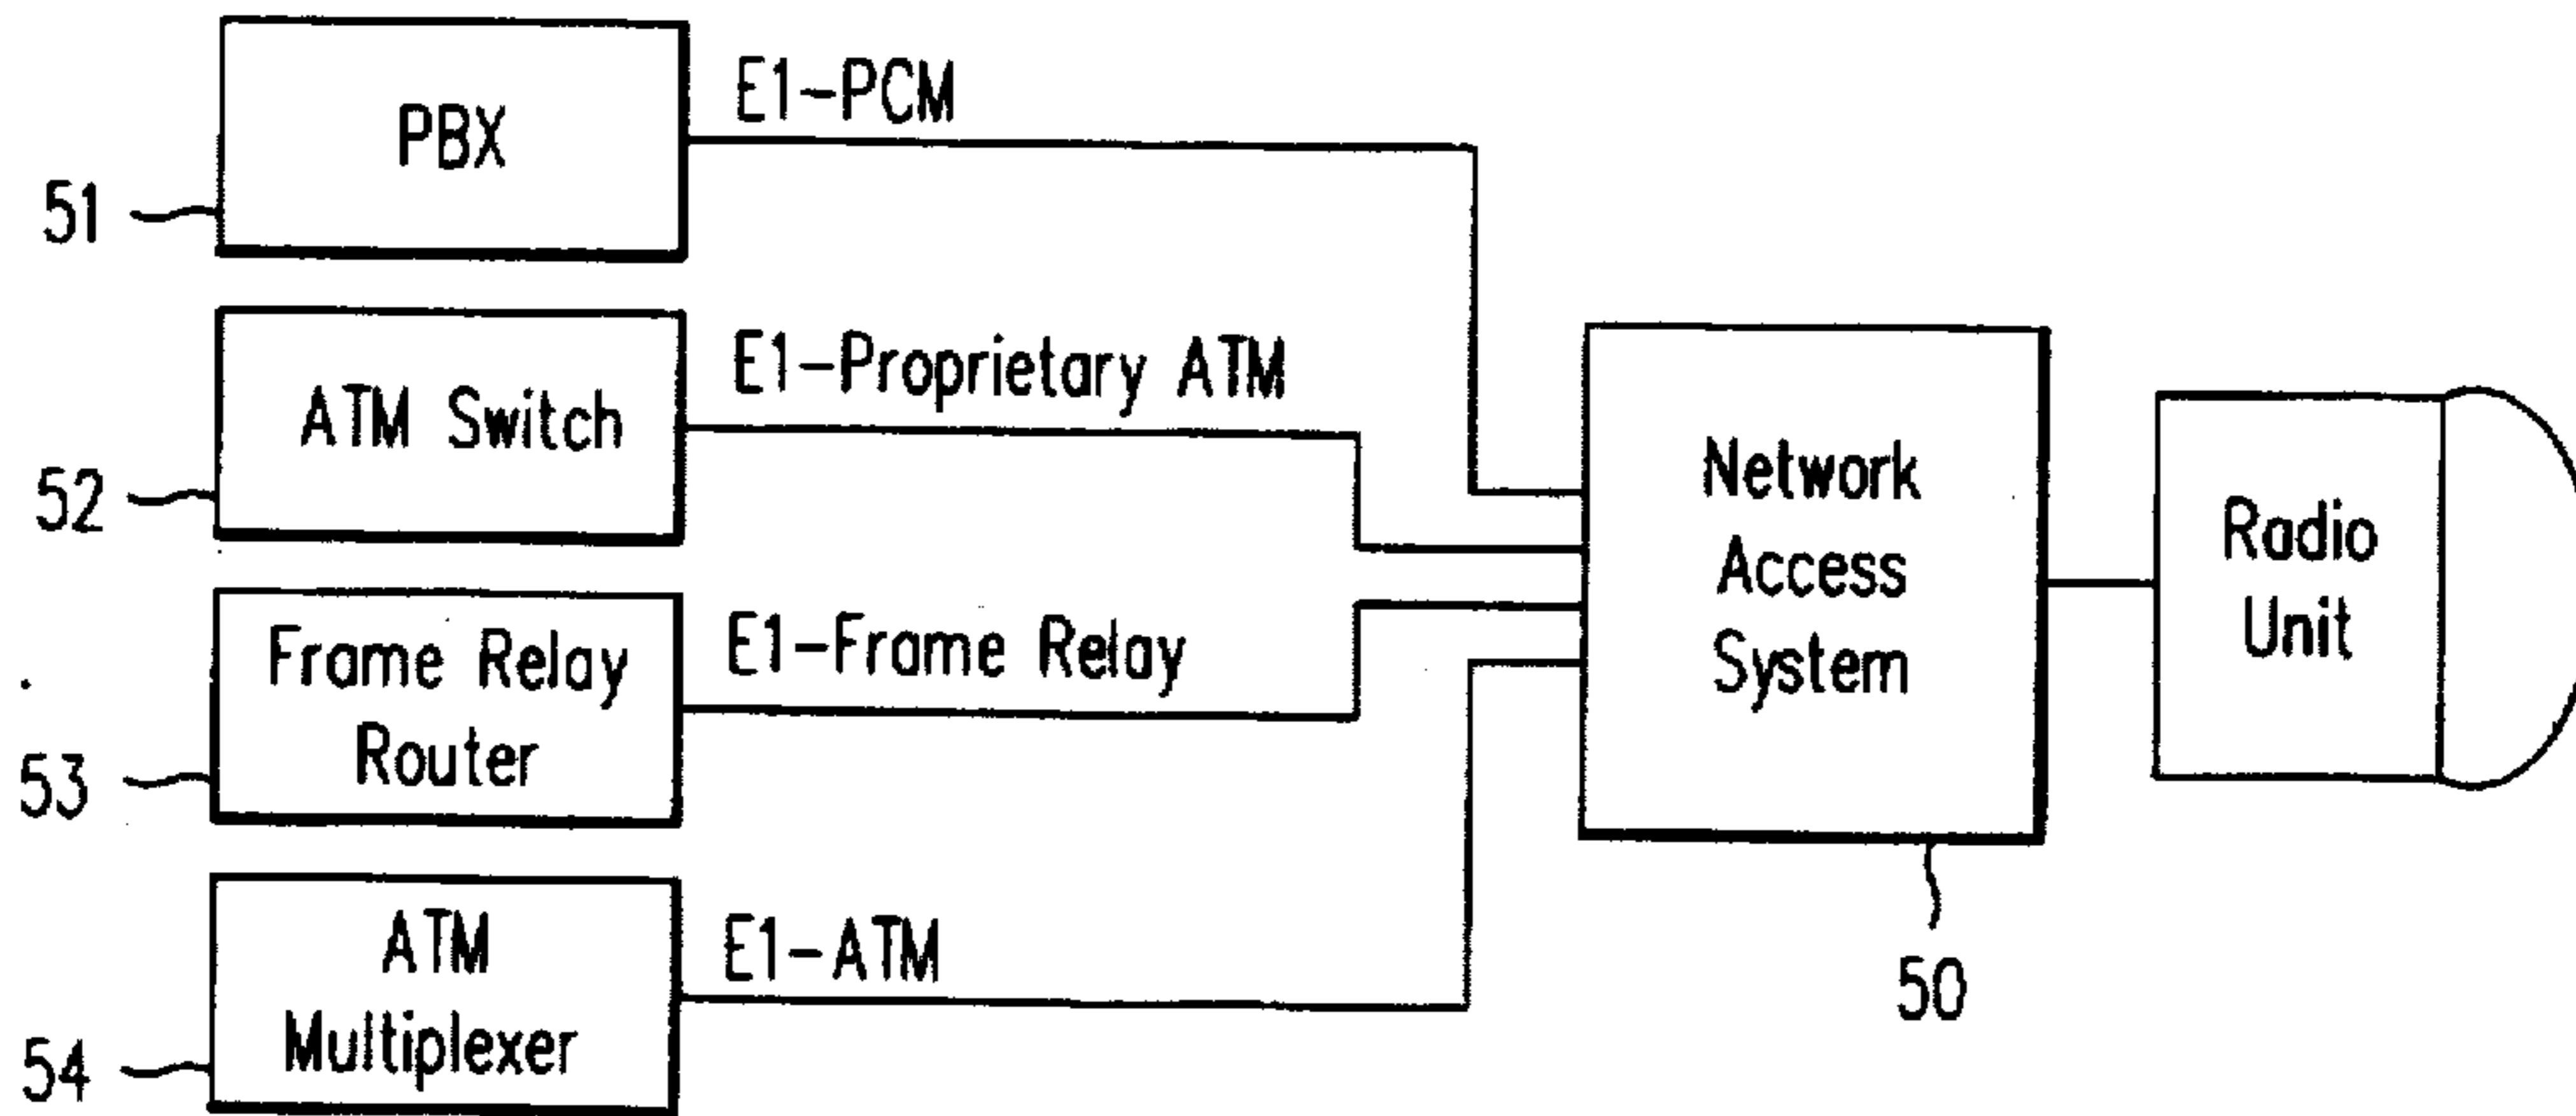 PBX
E1-PCM
51
ATM Switch
E1-Proprietary ATM
52
Frame Relay
Router
E1-Frame Relay
53
ATM
Multiplexer
E1-ATM
54
Network
Access
System
50
Radio
Unit